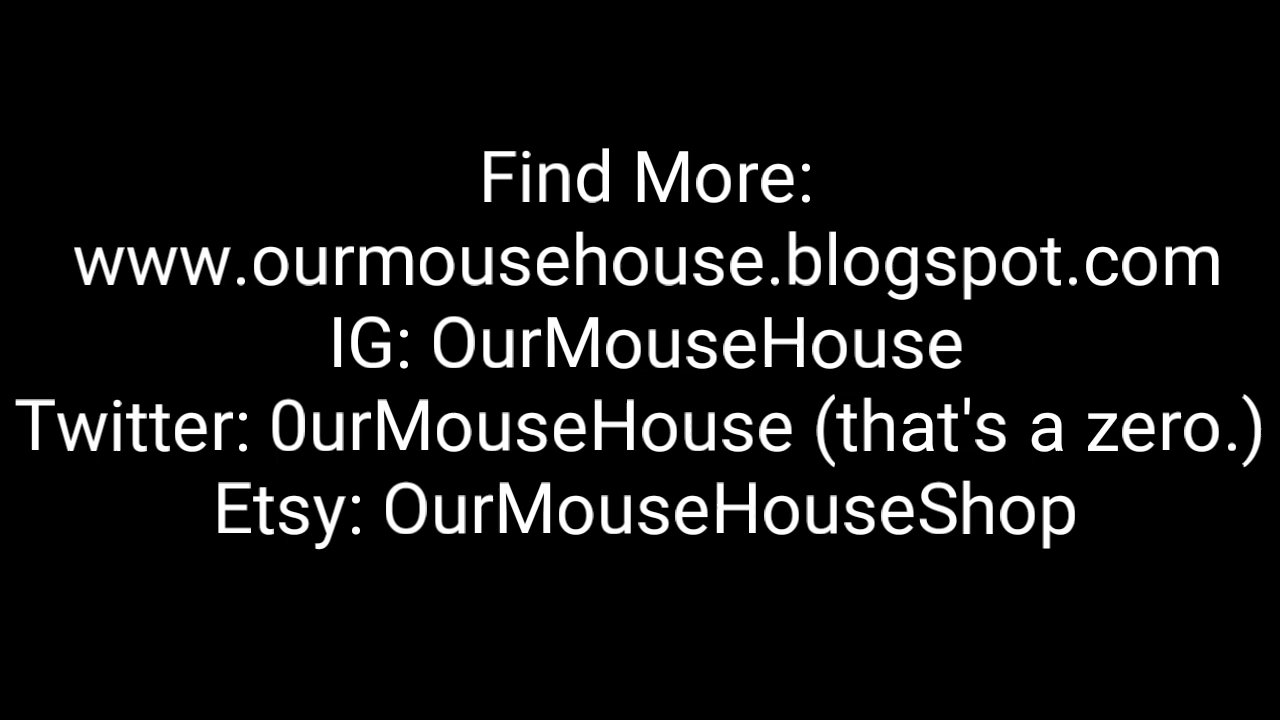 Find More:
www.ourmousehouse.blogspot.com
IG: OurMouseHouse
Twitter: 0urMouseHouse (that's a zero.)
Etsy: OurMouseHouseShop